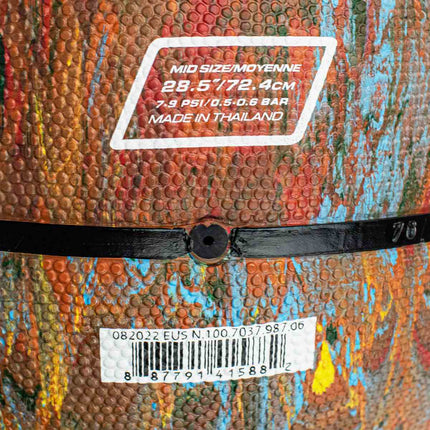 MID SIZE/MOYENNE
28.5"/72.4CM
7-9 PSI/0.5-0.6 BAR
MADE IN THAILAND
76
082022 EUS N.100.7037.987.06
8 87791 41588 2